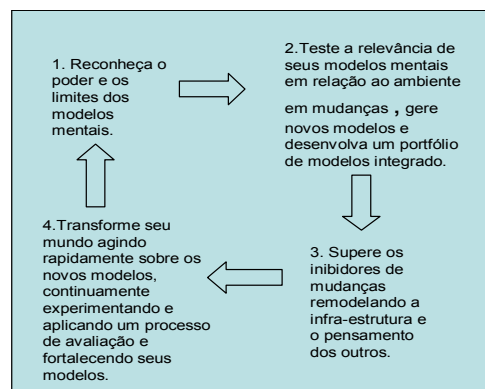 1. Reconheça o
poder e os
limites dos
modelos
mentais.
2.Teste a relevância de
seus modelos mentais
em relação ao ambiente
em mudanças , gere
novos modelos e
desenvolva um portfólio
de modelos integrado.
3. Supere os
inibidores de
mudanças
remodelando a
infra-estrutura e
o pensamento
dos outros.
4.Transforme seu
mundo agindo
rapidamente sobre os
novos modelos,
continuamente
experimentando e
aplicando um processo
de avaliação e
fortalecendo seus
modelos.